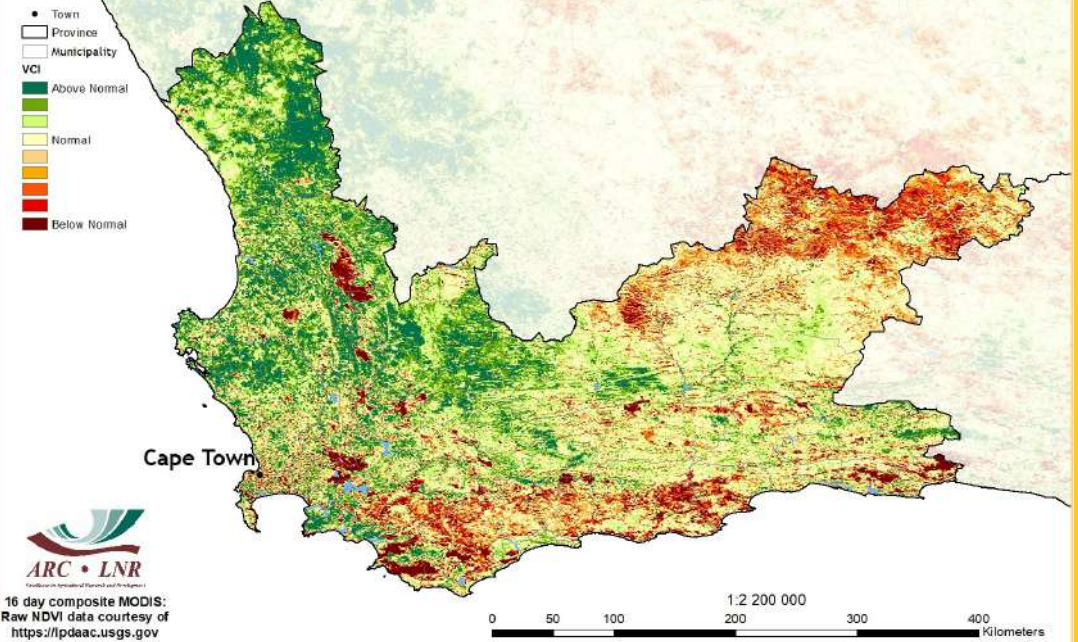 Town
Province
Municipality
VCI
Above Normal
Normal
Below Normal
Cape Town
ARC • LNR
16 day composite MODIS:
Raw NDVI data courtesy of
https://lpdaac.usgs.gov
1:2 200 000
0 50 100 200 300 400
Kilometers